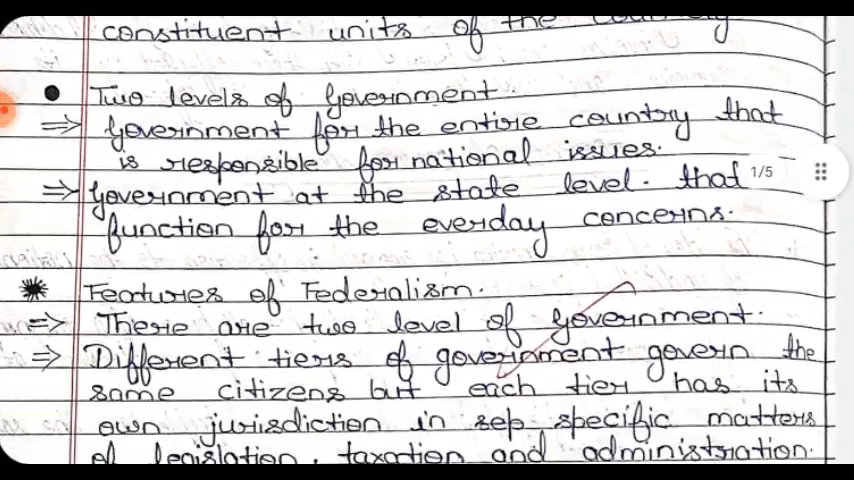 constituent units of the country
• Two levels of Government.
⇒ Government for the entire country that
is responsible for national issues.
⇒ Government at the state level. that
1/5
function for the everday concerns.
✺ Features of Federalism.
⇒ There are two level of Government.
⇒ Different tiers of government govern the
same citizens but each tier has its
own jurisdiction in sep specific matters
of legislation, taxation and administration.